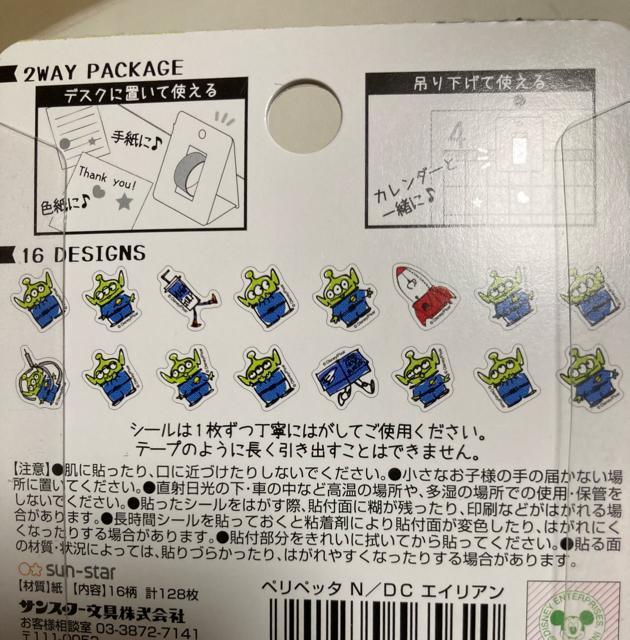 2WAY PACKAGE
デスクに置いて使える
手紙に♪
Thank you!
色紙に♪
吊り下げて使える
4
カレンダーと
一緒に♪
16 DESIGNS
シールは1枚ずつ丁寧にはがしてご使用ください。
テープのように長く引き出すことはできません。
【注意】●肌に貼ったり、口に近づけたりしないでください。●小さなお子様の手の届かない場
所に置いてください。●直射日光の下・車の中など高温の場所や、多湿の場所での使用・保管を
しないでください。●貼ったシールをはがす際、貼付面に糊が残ったり、印刷などがはがれる場
合があります。●長時間シールを貼っておくと粘着剤により貼付面が変色したり、はがれにく
くなったりする場合があります。●貼付部分をきれいに拭いてから貼ってください。●貼る面
の材質・状況によっては、貼りづらかったり、はがれやすくなったりする場合があります。
sun-star
【材質】紙 【内容】16柄 計128枚
サンスター文具株式会社
お客様相談室 03-3872-7141
ペリペッタ N/DC エイリアン
DISNEY ENTERPRISES